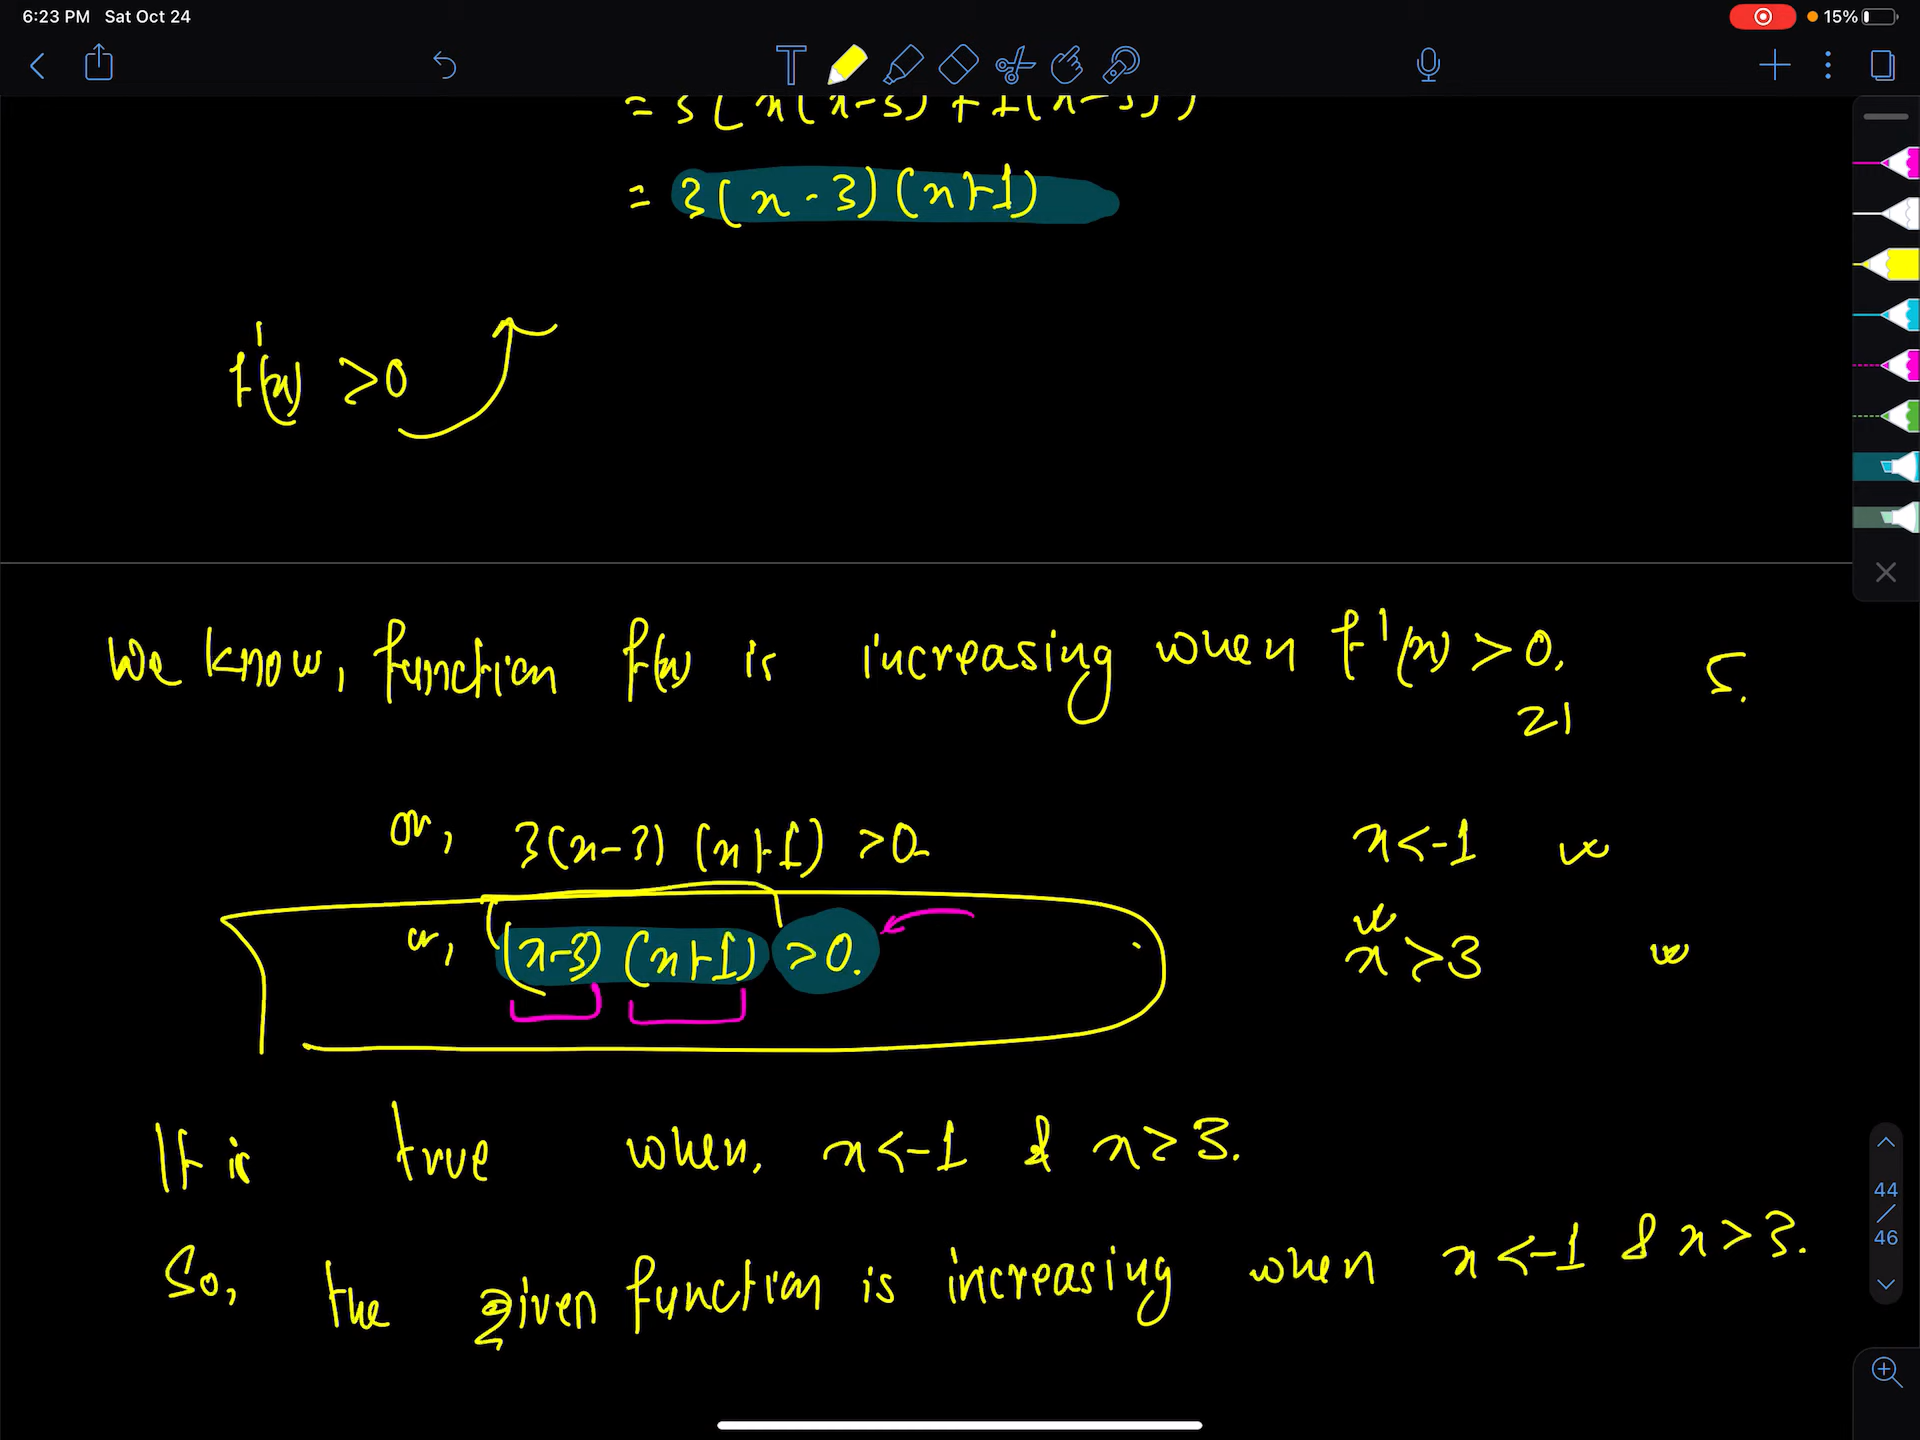 6:23 PM Sat Oct 24
15%
= 3(x-3)(x+1)
f'(x) >0
We know, function f(x) is increasing when f'(x) >0,
5.
21
or, 3(x-3)(x+1) >0
x<-1
or, (x-3)(x+1) >0.
x>3
It is true when, x<-1 & x>3.
So, the given function is increasing when x<-1 & x>3.
44
/
46